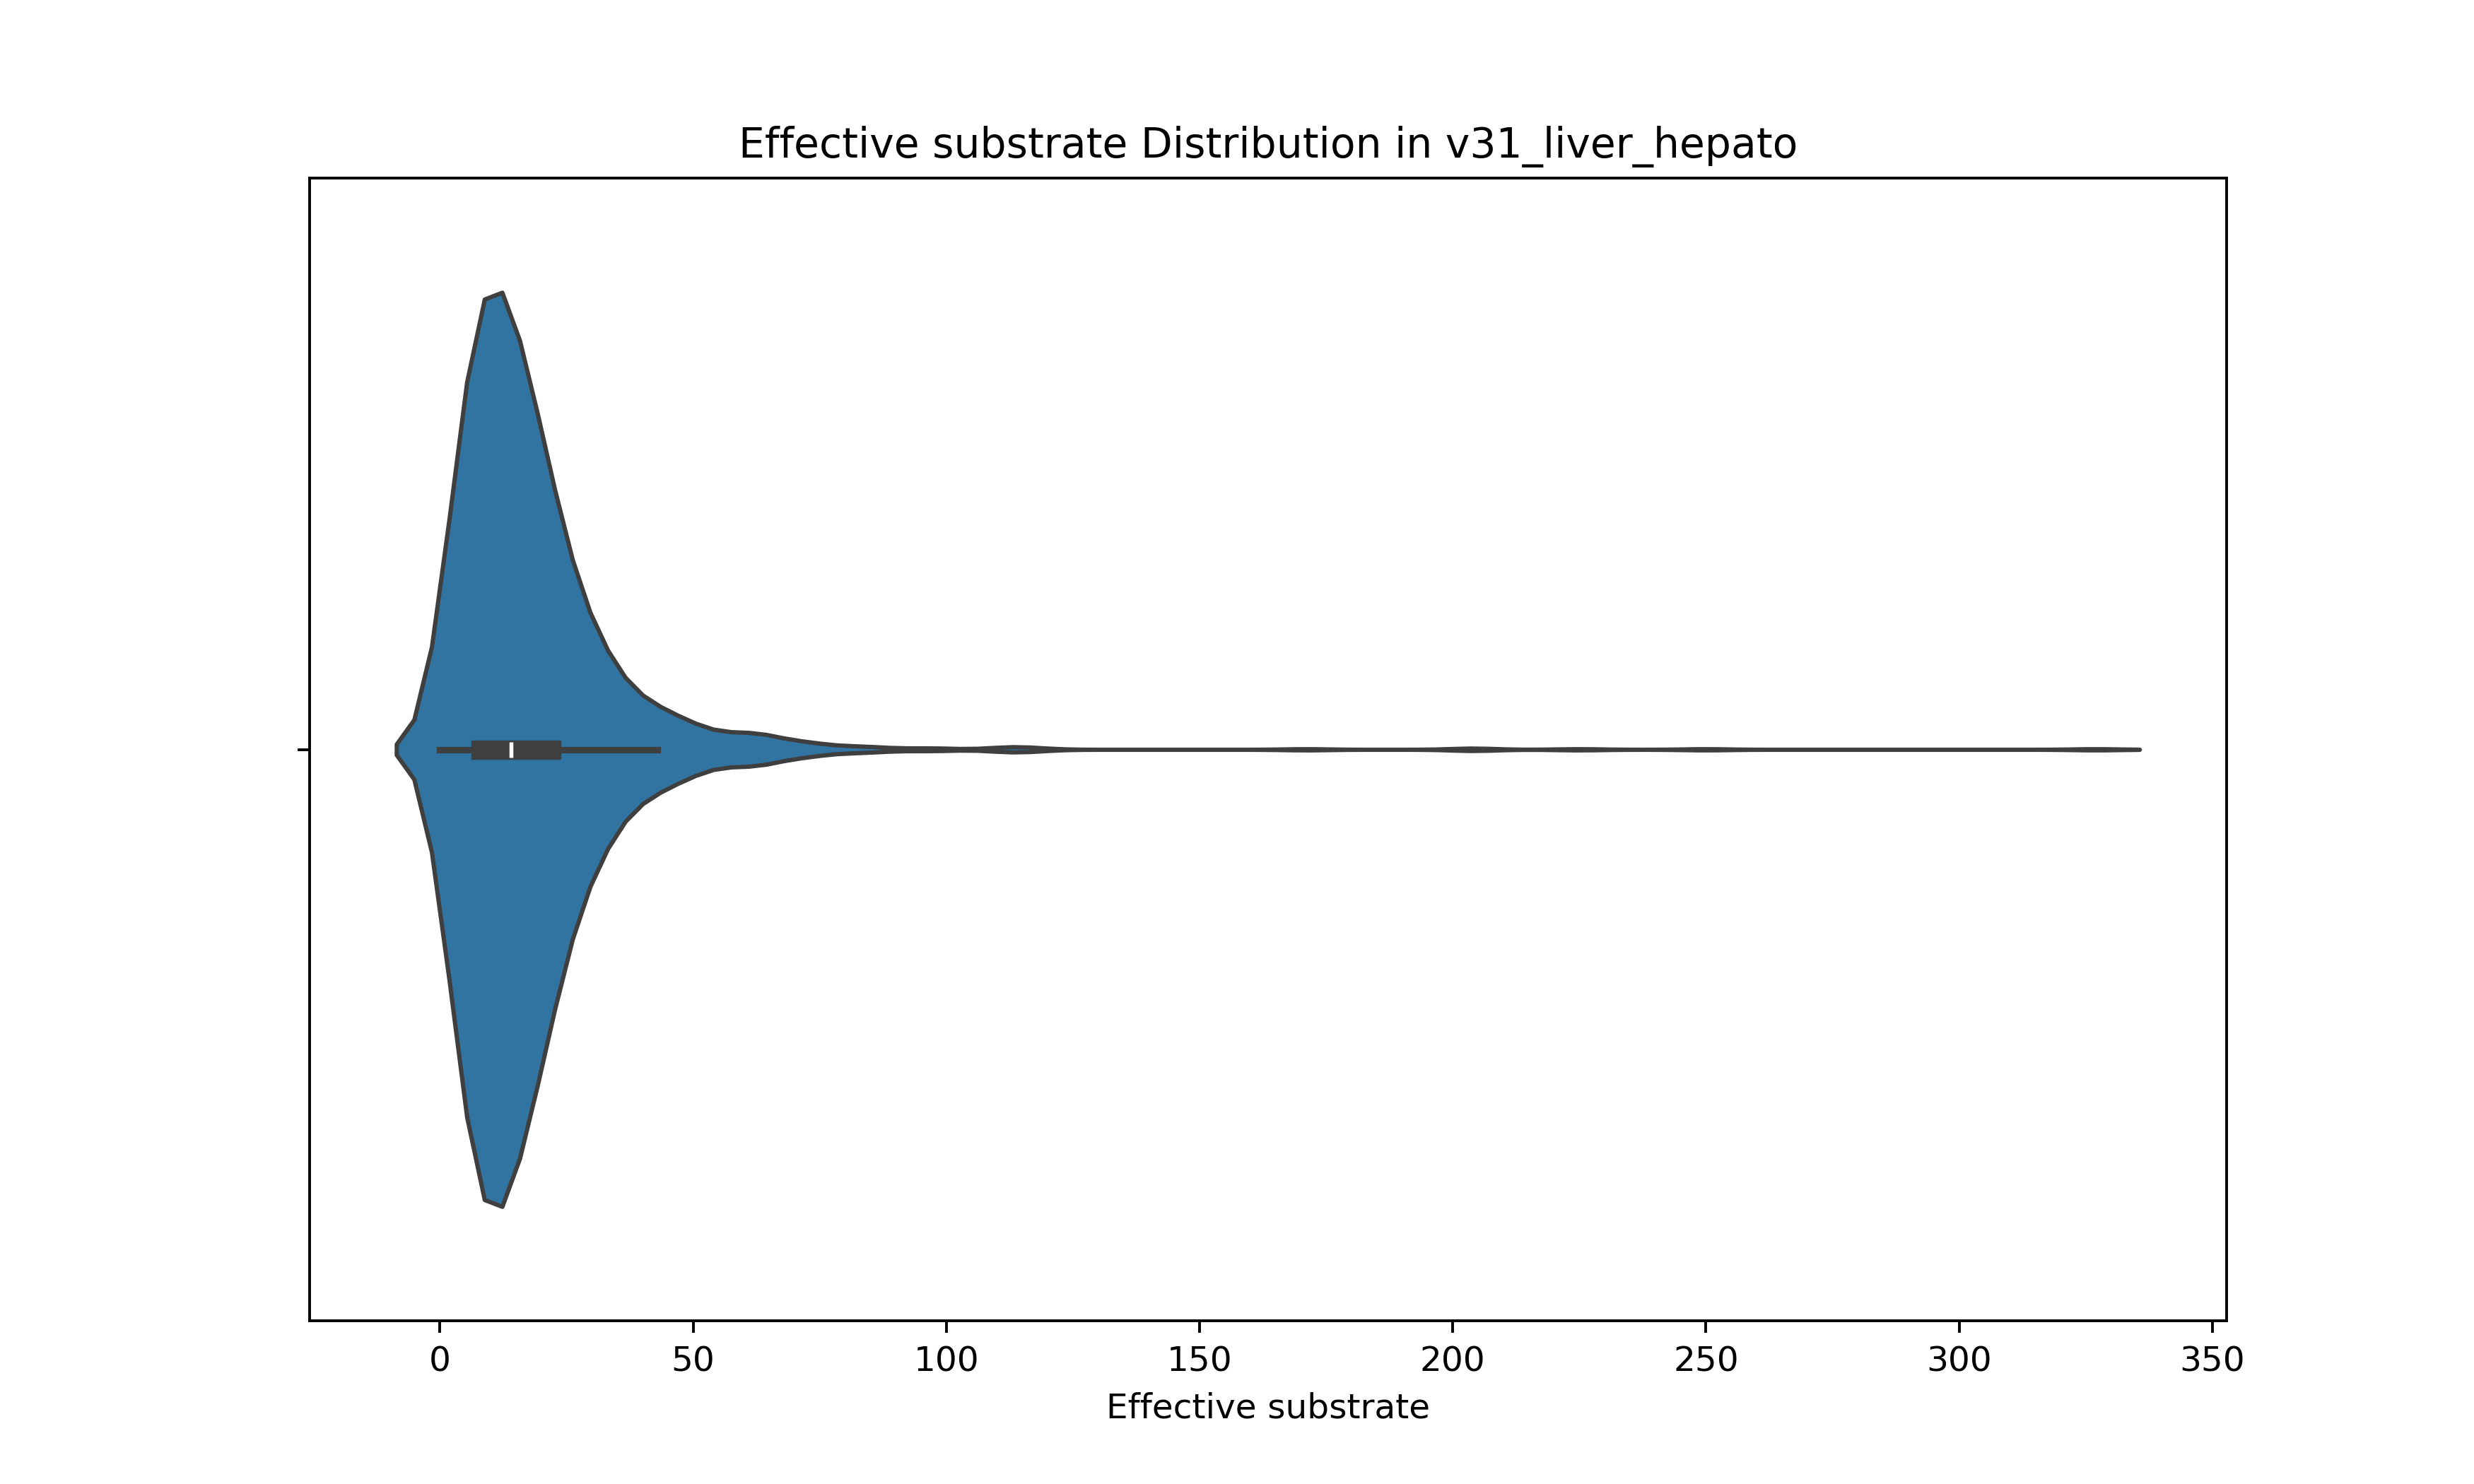 Effective substrate Distribution in v31_liver_hepato
0 50 100 150 200 250 300 350
Effective substrate